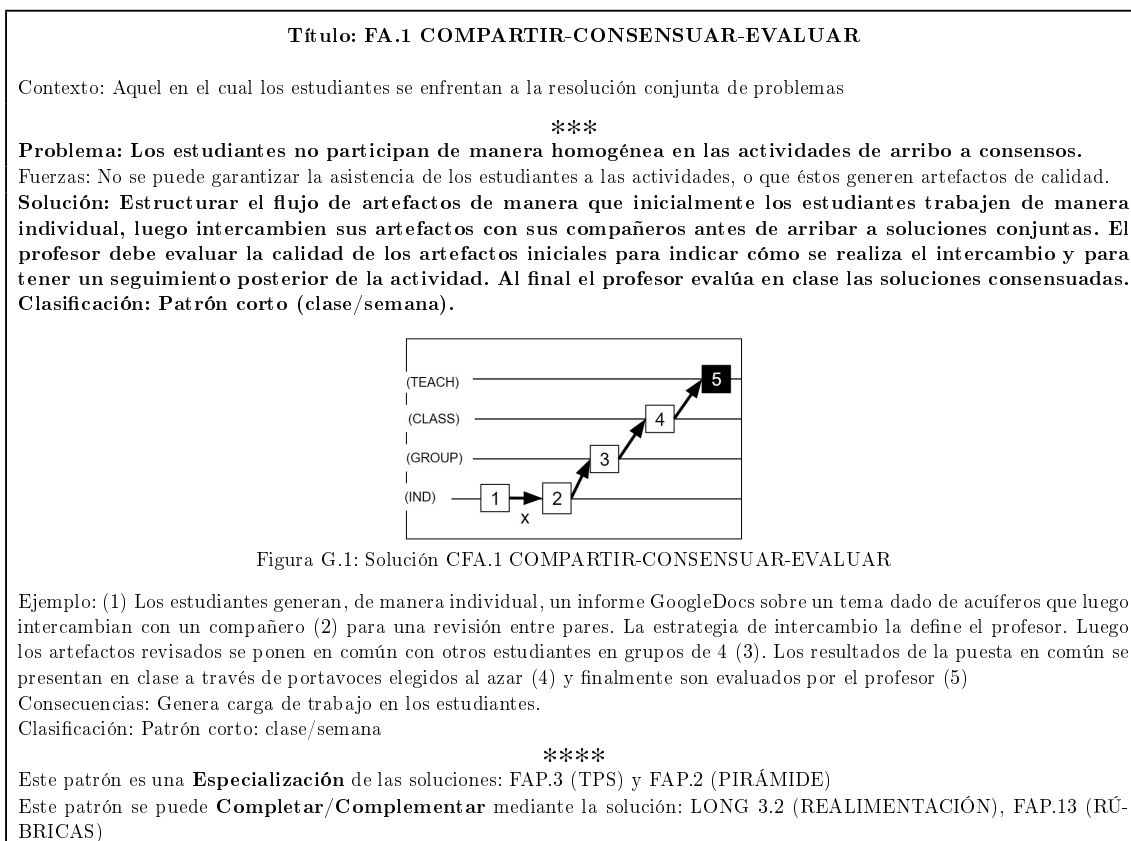 Título: FA.1 COMPARTIR-CONSENSUAR-EVALUAR
Contexto: Aquel en el cual los estudiantes se enfrentan a la resolución conjunta de problemas
***
Problema: Los estudiantes no participan de manera homogénea en las actividades de arribo a consensos.
Fuerzas: No se puede garantizar la asistencia de los estudiantes a las actividades, o que éstos generen artefactos de calidad.
Solución: Estructurar el flujo de artefactos de manera que inicialmente los estudiantes trabajen de manera
individual, luego intercambien sus artefactos con sus compañeros antes de arribar a soluciones conjuntas. El
profesor debe evaluar la calidad de los artefactos iniciales para indicar cómo se realiza el intercambio y para
tener un seguimiento posterior de la actividad. Al final el profesor evalúa en clase las soluciones consensuadas.
Clasificación: Patrón corto (clase/semana).
(TEACH) 5
(CLASS) 4
(GROUP) 3
(IND) 1 2
x
Figura G.1: Solución CFA.1 COMPARTIR-CONSENSUAR-EVALUAR
Ejemplo: (1) Los estudiantes generan, de manera individual, un informe GoogleDocs sobre un tema dado de acuíferos que luego
intercambian con un compañero (2) para una revisión entre pares. La estrategia de intercambio la define el profesor. Luego
los artefactos revisados se ponen en común con otros estudiantes en grupos de 4 (3). Los resultados de la puesta en común se
presentan en clase a través de portavoces elegidos al azar (4) y finalmente son evaluados por el profesor (5)
Consecuencias: Genera carga de trabajo en los estudiantes.
Clasificación: Patrón corto: clase/semana
****
Este patrón es una Especialización de las soluciones: FAP.3 (TPS) y FAP.2 (PIRÁMIDE)
Este patrón se puede Completar/Complementar mediante la solución: LONG 3.2 (REALIMENTACIÓN), FAP.13 (RÚ-
BRICAS)